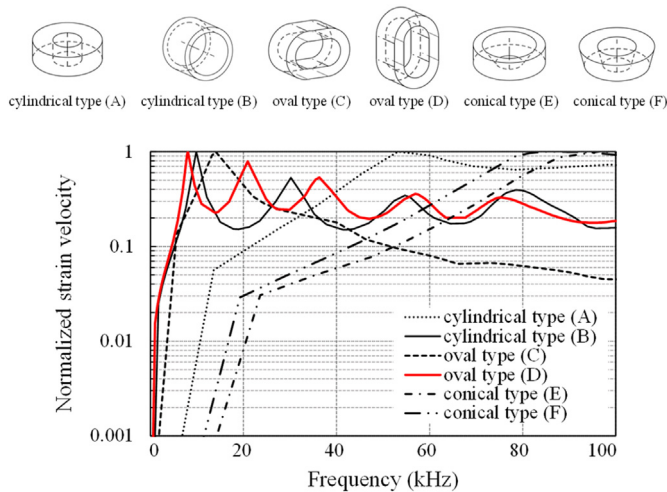 cylindrical type (A) cylindrical type (B) oval type (C) oval type (D) conical type (E) conical type (F)
Normalized strain velocity
1
0.1
0.01
0.001
cylindrical type (A)
cylindrical type (B)
oval type (C)
oval type (D)
conical type (E)
conical type (F)
0 20 40 60 80 100
Frequency (kHz)